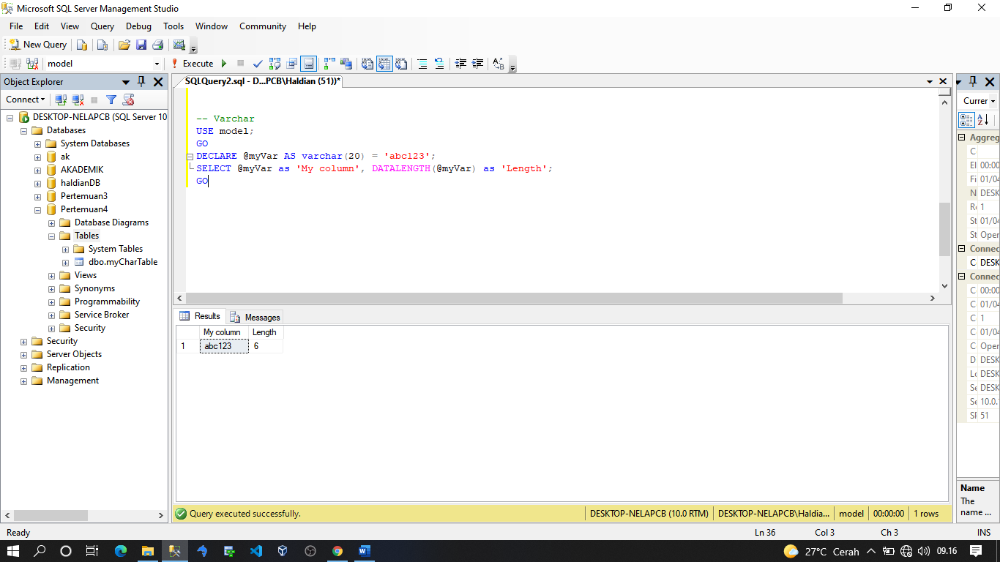 Microsoft SQL Server Management Studio
File Edit View Query Debug Tools Window Community Help
New Query
model
Execute
Object Explorer
Connect
DESKTOP-NELAPCB (SQL Server 10
Databases
System Databases
ak
AKADEMIK
haldianDB
Pertemuan3
Pertemuan4
Database Diagrams
Tables
System Tables
dbo.myCharTable
Views
Synonyms
Programmability
Service Broker
Security
Security
Server Objects
Replication
Management
SQLQuery2.sql - D...PCB\Haldian (51))*
-- Varchar
USE model;
GO
DECLARE @myVar AS varchar(20) = 'abc123';
SELECT @myVar as 'My column', DATALENGTH(@myVar) as 'Length';
GO
Results Messages
My column Length
1 abc123 6
Query executed successfully.
DESKTOP-NELAPCB (10.0 RTM) DESKTOP-NELAPCB\Haldia... model 00:00:00 1 rows
Currer
Aggreg
C
El 00:00
Fi 01/04
N DESK
R 1
St 01/04
St Oper
Connec
C DESK
Connec
C 00:00
C 01/04
C 1
C 01/04
C Oper
D DESK
Lo DESK
Se DESK
Se 10.0.
SF 51
Name
The
name ...
Ready Ln 36 Col 3 Ch 3 INS
27°C Cerah 09.16